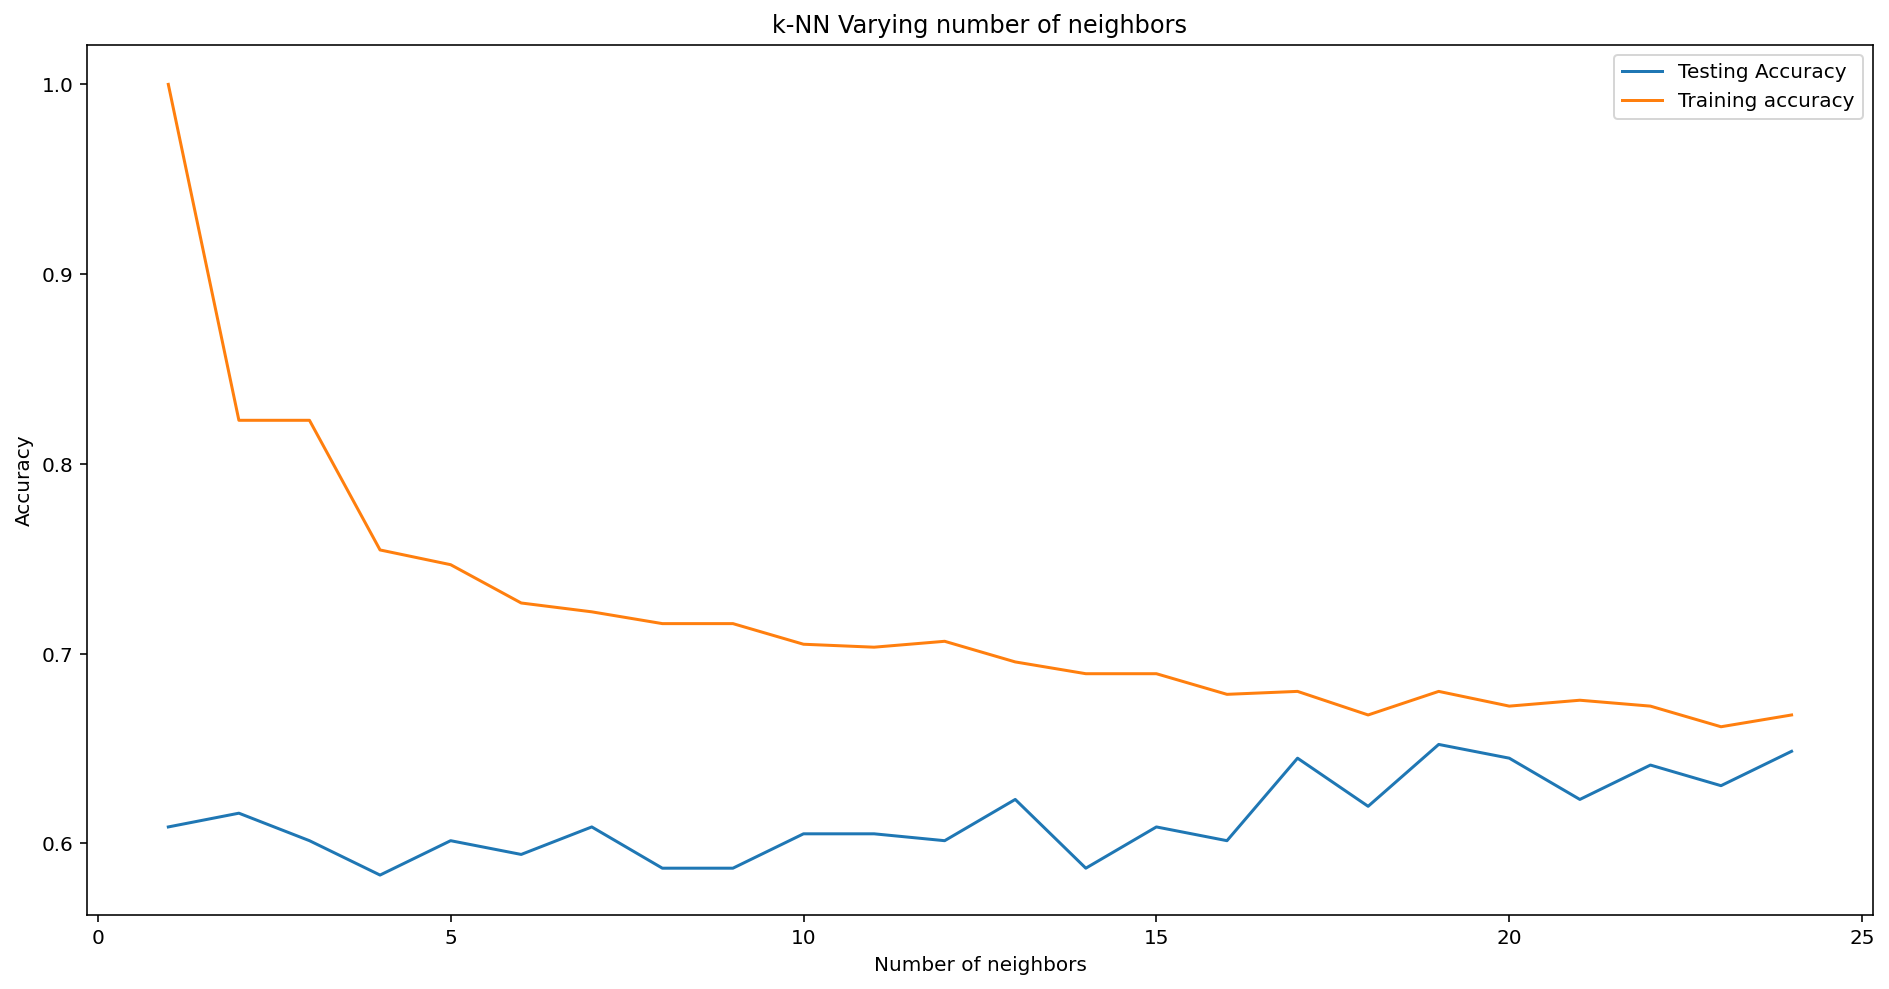 k-NN Varying number of neighbors
Testing Accuracy
Training accuracy
1.0
0.9
0.8
0.7
0.6
Accuracy
0 5 10 15 20 25
Number of neighbors